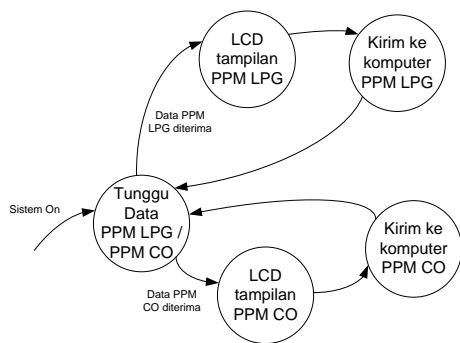 LCD
tampilan
PPM LPG
Kirim ke
komputer
PPM LPG
Data PPM
LPG diterima
Sistem On
Tunggu
Data
PPM LPG /
PPM CO
Kirim ke
komputer
PPM CO
LCD
tampilan
PPM CO
Data PPM
CO diterima